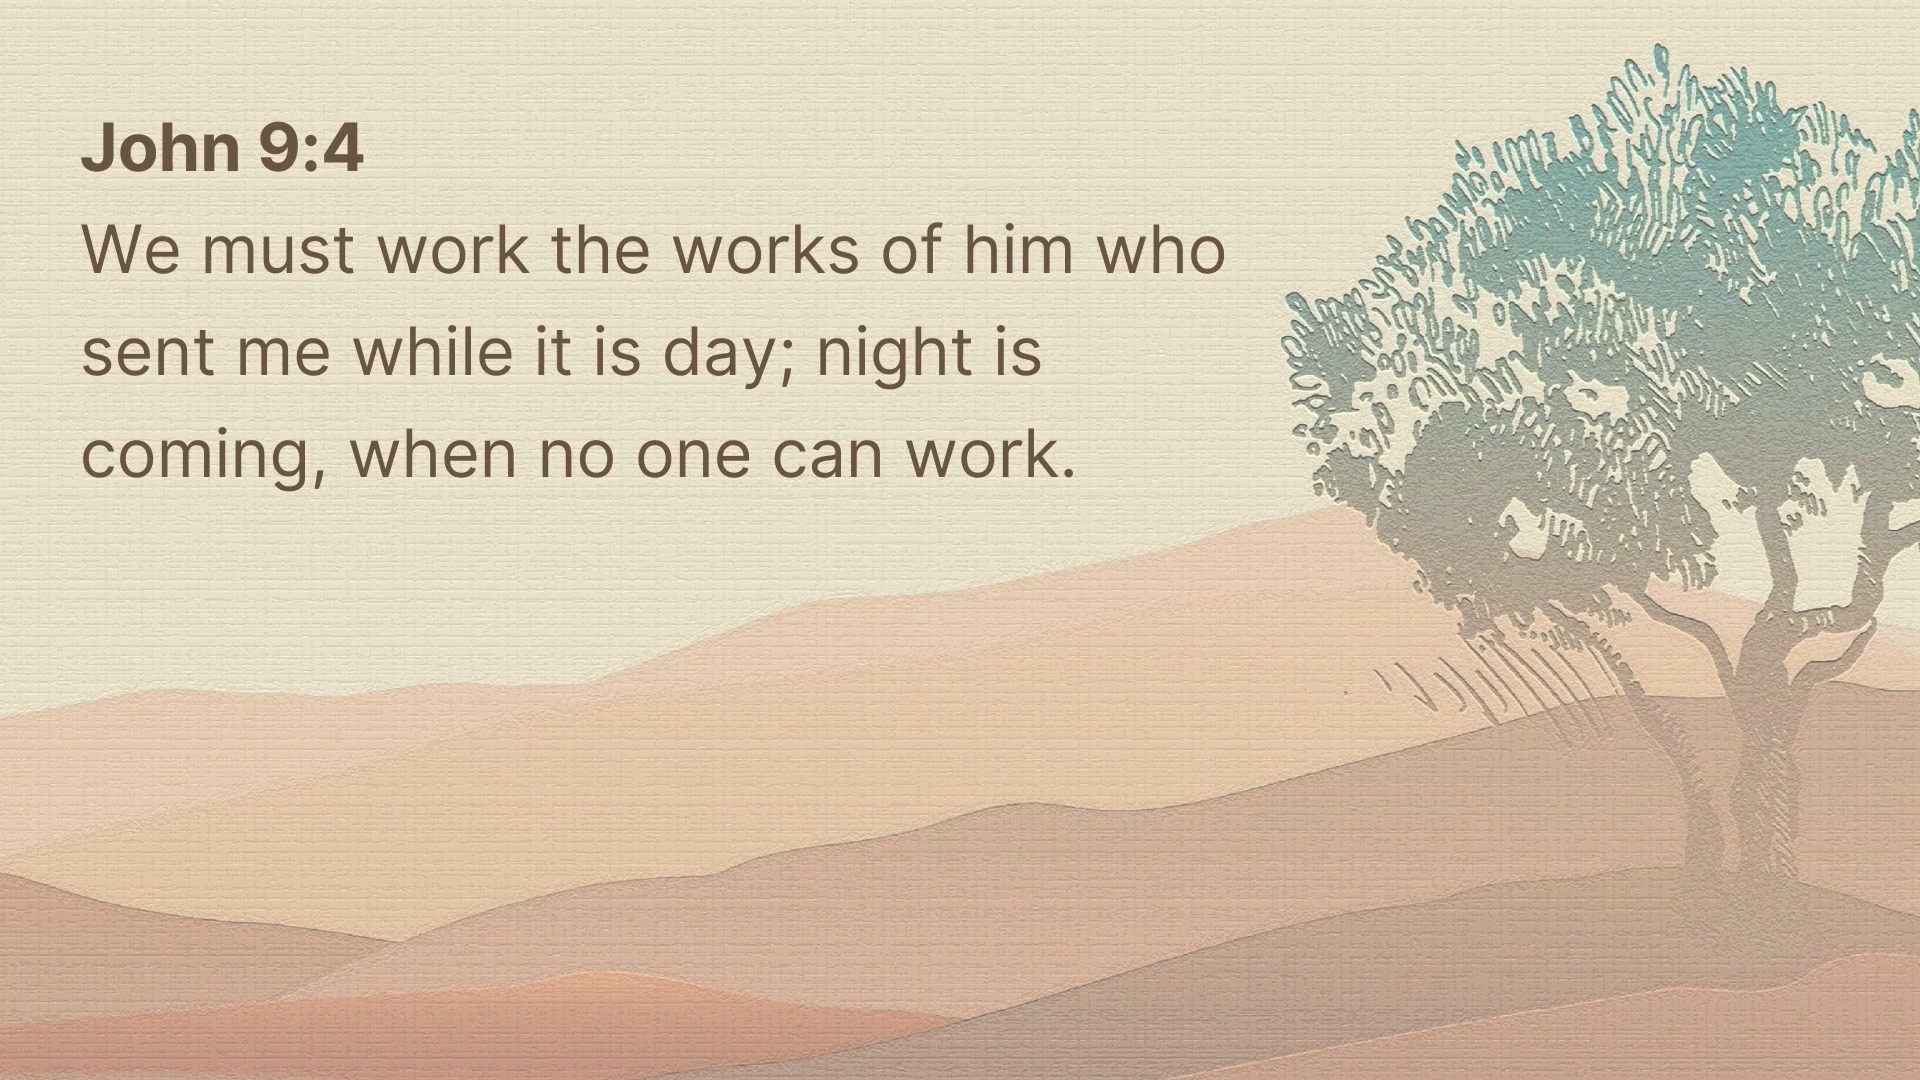 John 9:4
We must work the works of him who
sent me while it is day; night is
coming, when no one can work.